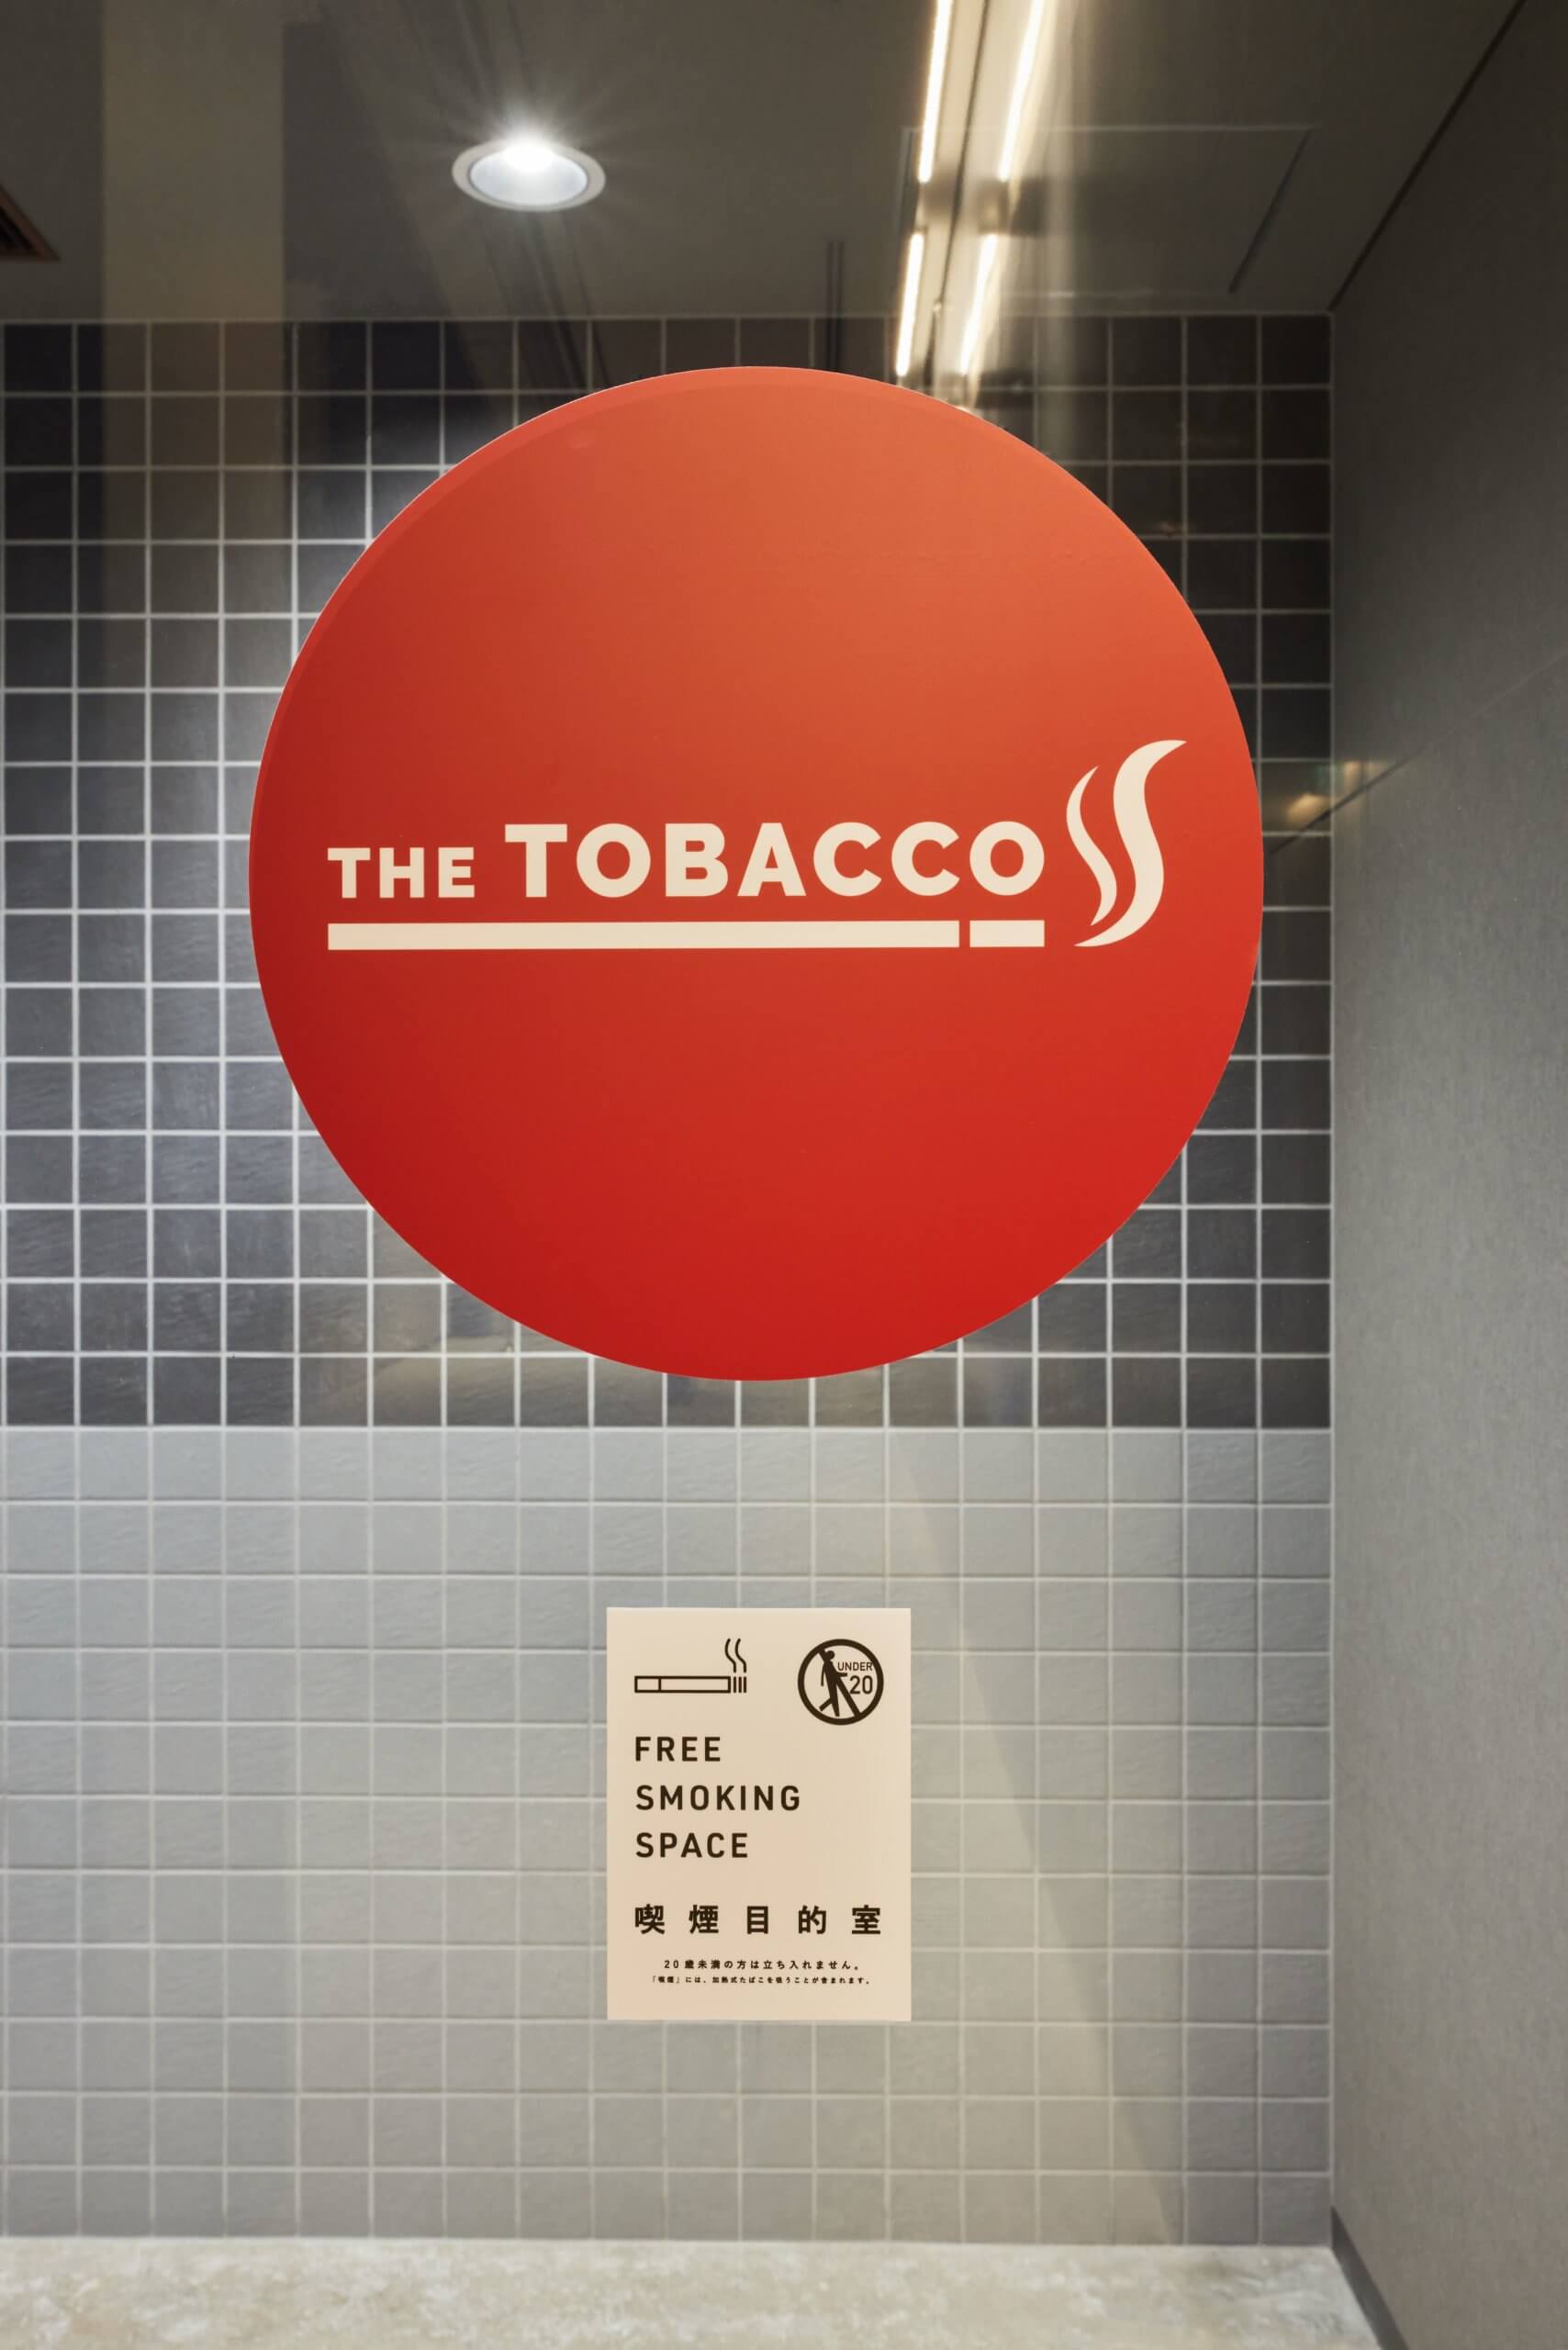 THE TOBACCO
UNDER
20
FREE
SMOKING
SPACE
喫煙目的室
20歳未満の方は立ち入れません。
「喫煙」には、加熱式たばこを吸うことが含まれます。